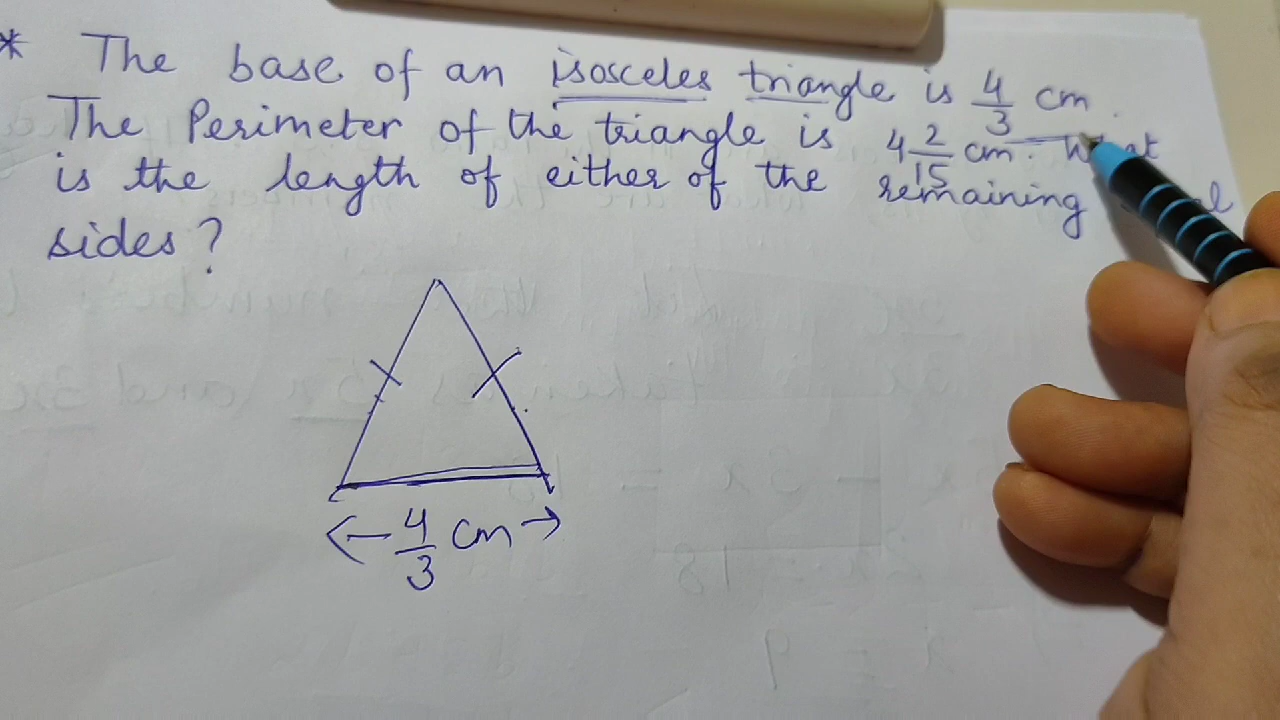 * The base of an isosceles triangle is 4/3 cm.
The Perimeter of the triangle is 4 2/15 cm. What
is the length of either of the remaining
sides?
← 4/3 cm →